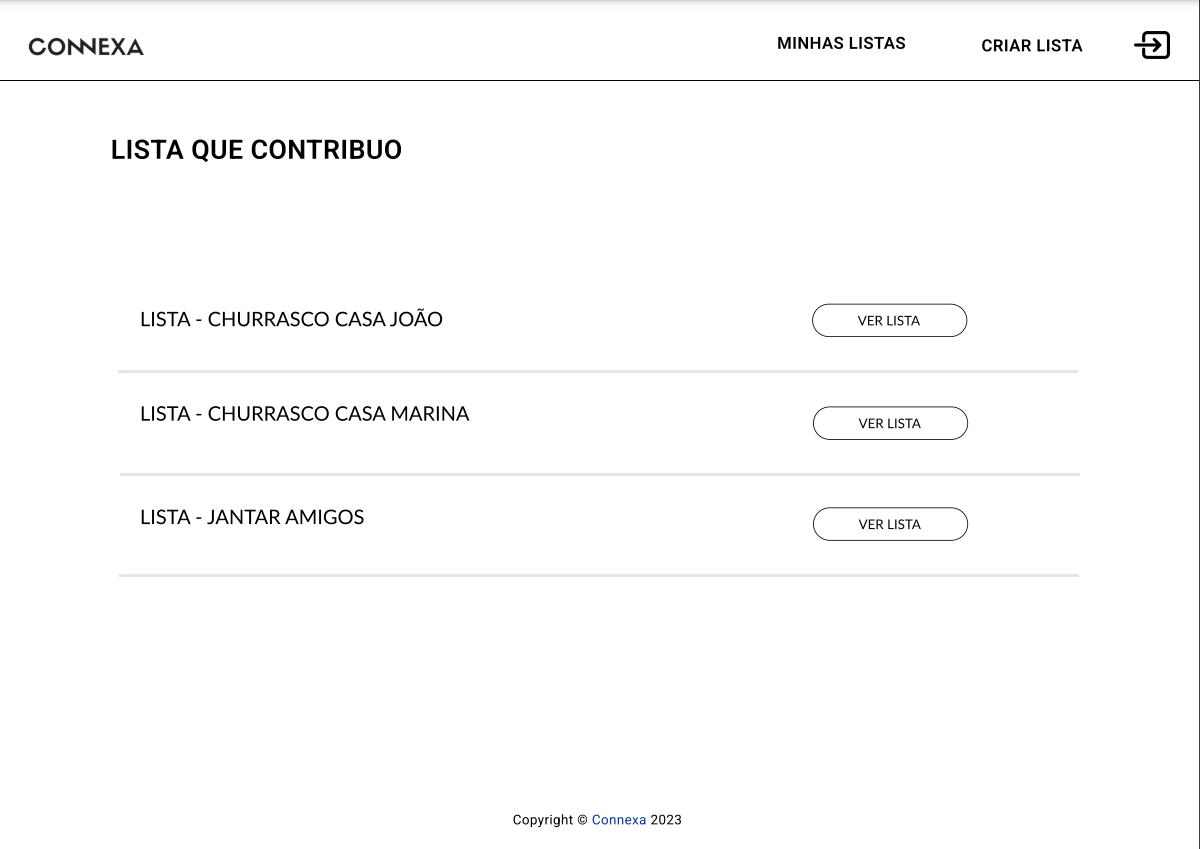 CONNEXA
MINHAS LISTAS
CRIAR LISTA
LISTA QUE CONTRIBUO
LISTA - CHURRASCO CASA JOÃO
VER LISTA
LISTA - CHURRASCO CASA MARINA
VER LISTA
LISTA - JANTAR AMIGOS
VER LISTA
Copyright © Connexa 2023